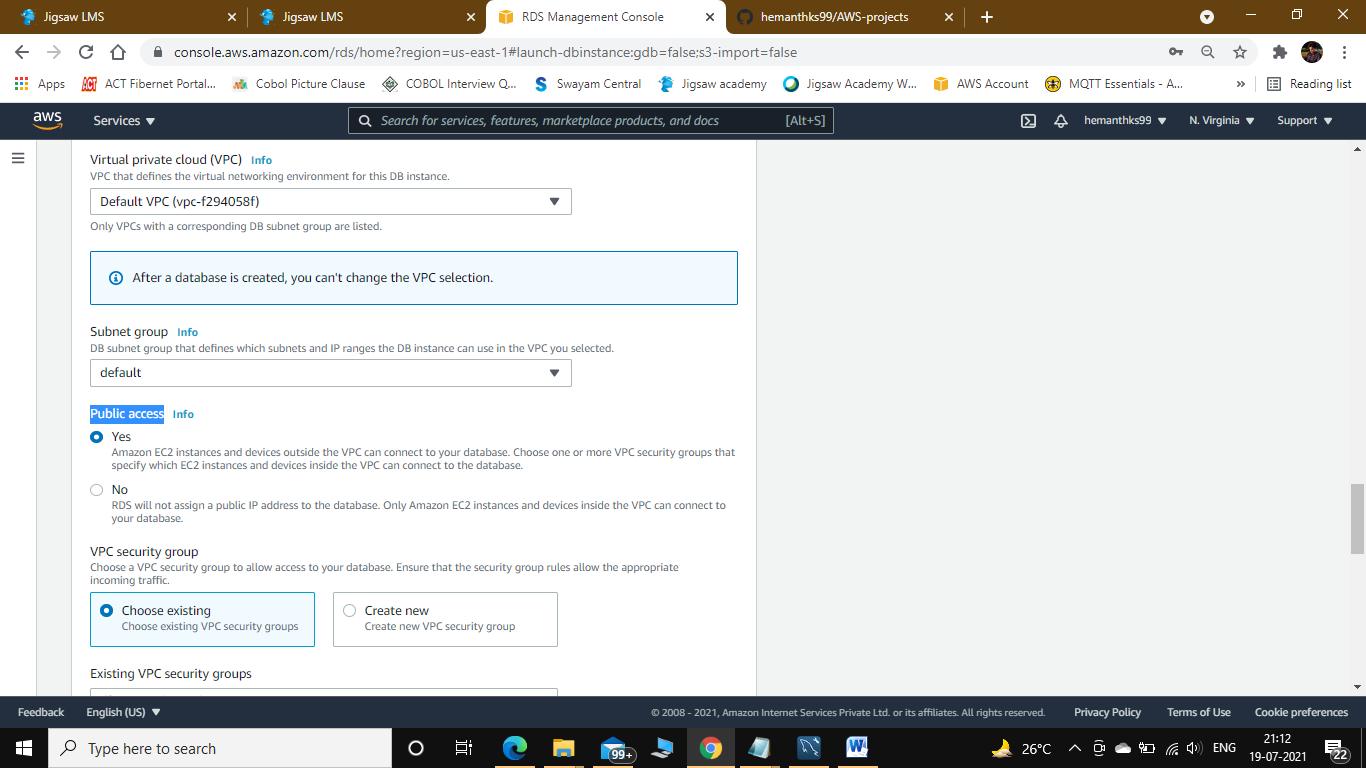 Jigsaw LMS
Jigsaw LMS
RDS Management Console
hemanthks99/AWS-projects
console.aws.amazon.com/rds/home?region=us-east-1#launch-dbinstance:gdb=false;s3-import=false
Apps
ACT Fibernet Portal...
Cobol Picture Clause
COBOL Interview Q...
Swayam Central
Jigsaw academy
Jigsaw Academy W...
AWS Account
MQTT Essentials - A...
»
Reading list
aws
Services
Search for services, features, marketplace products, and docs
[Alt+S]
hemanthks99
N. Virginia
Support
Virtual private cloud (VPC) Info
VPC that defines the virtual networking environment for this DB instance.
Default VPC (vpc-f294058f)
Only VPCs with a corresponding DB subnet group are listed.
After a database is created, you can't change the VPC selection.
Subnet group Info
DB subnet group that defines which subnets and IP ranges the DB instance can use in the VPC you selected.
default
Public access Info
Yes
Amazon EC2 instances and devices outside the VPC can connect to your database. Choose one or more VPC security groups that
specify which EC2 instances and devices inside the VPC can connect to the database.
No
RDS will not assign a public IP address to the database. Only Amazon EC2 instances and devices inside the VPC can connect to
your database.
VPC security group
Choose a VPC security group to allow access to your database. Ensure that the security group rules allow the appropriate
incoming traffic.
Choose existing
Choose existing VPC security groups
Create new
Create new VPC security group
Existing VPC security groups
Feedback
English (US)
© 2008 - 2021, Amazon Internet Services Private Ltd. or its affiliates. All rights reserved.
Privacy Policy
Terms of Use
Cookie preferences
Type here to search
99+
26°C
ENG
21:12
19-07-2021
22